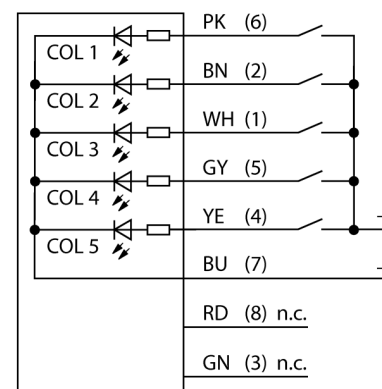 PK (6)
COL 1
BN (2)
COL 2
WH (1)
COL 3
GY (5)
COL 4
YE (4)
COL 5
BU (7)
RD (8) n.c.
GN (3) n.c.